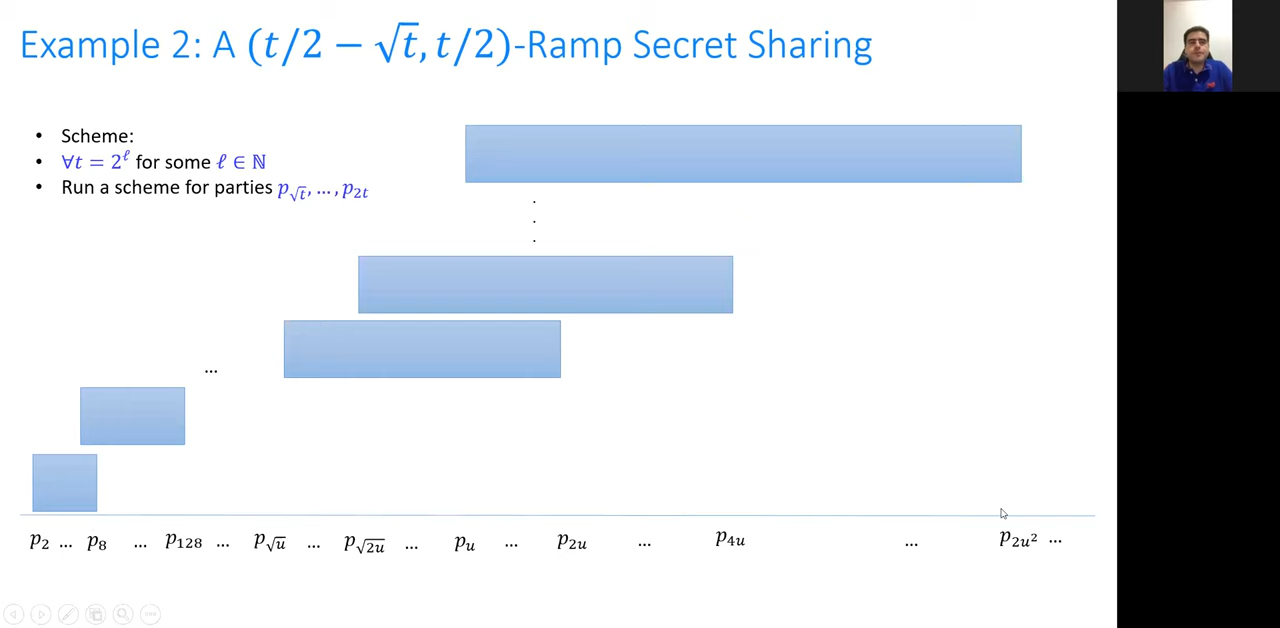 Example 2: A (t/2 − √t, t/2)-Ramp Secret Sharing
• Scheme:
• ∀t = 2^ℓ for some ℓ ∈ ℕ
• Run a scheme for parties p_√t, …, p_2t
.
.
.
…
p_2 … p_8 … p_128 … p_√u … p_√2u … p_u … p_2u … p_4u … p_2u² …